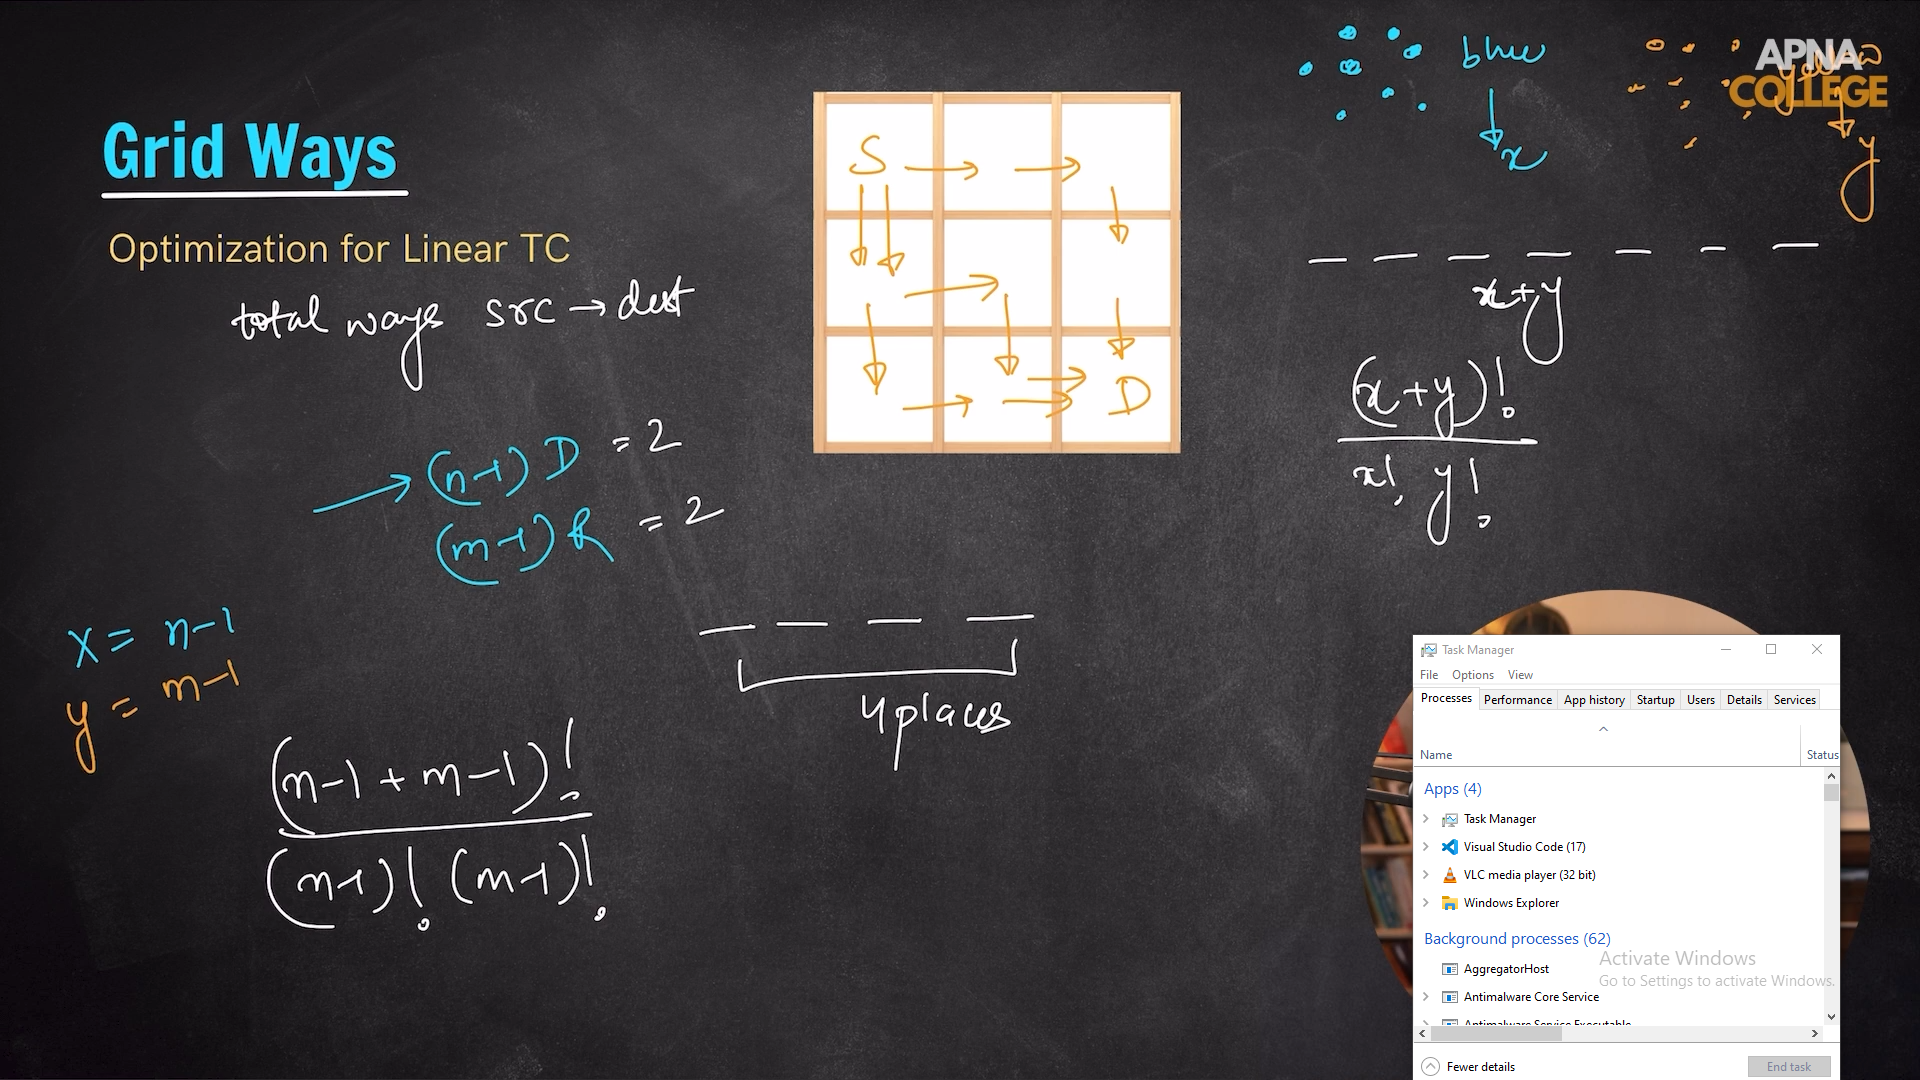 APNA
COLLEGE
blue
x
yellow
y
Grid Ways
Optimization for Linear TC
total ways src → dest
S
D
x+y
(x+y)!
x! y!
→ (n-1) D = 2
(m-1) R = 2
4 places
x = n-1
y = m-1
(n-1 + m-1)!
(n-1)! (m-1)!
Task Manager
File Options View
Processes Performance App history Startup Users Details Services
Name Status
Apps (4)
Task Manager
Visual Studio Code (17)
VLC media player (32 bit)
Windows Explorer
Background processes (62)
AggregatorHost
Antimalware Core Service
Antimalware Service Executable
Activate Windows
Go to Settings to activate Windows.
Fewer details
End task